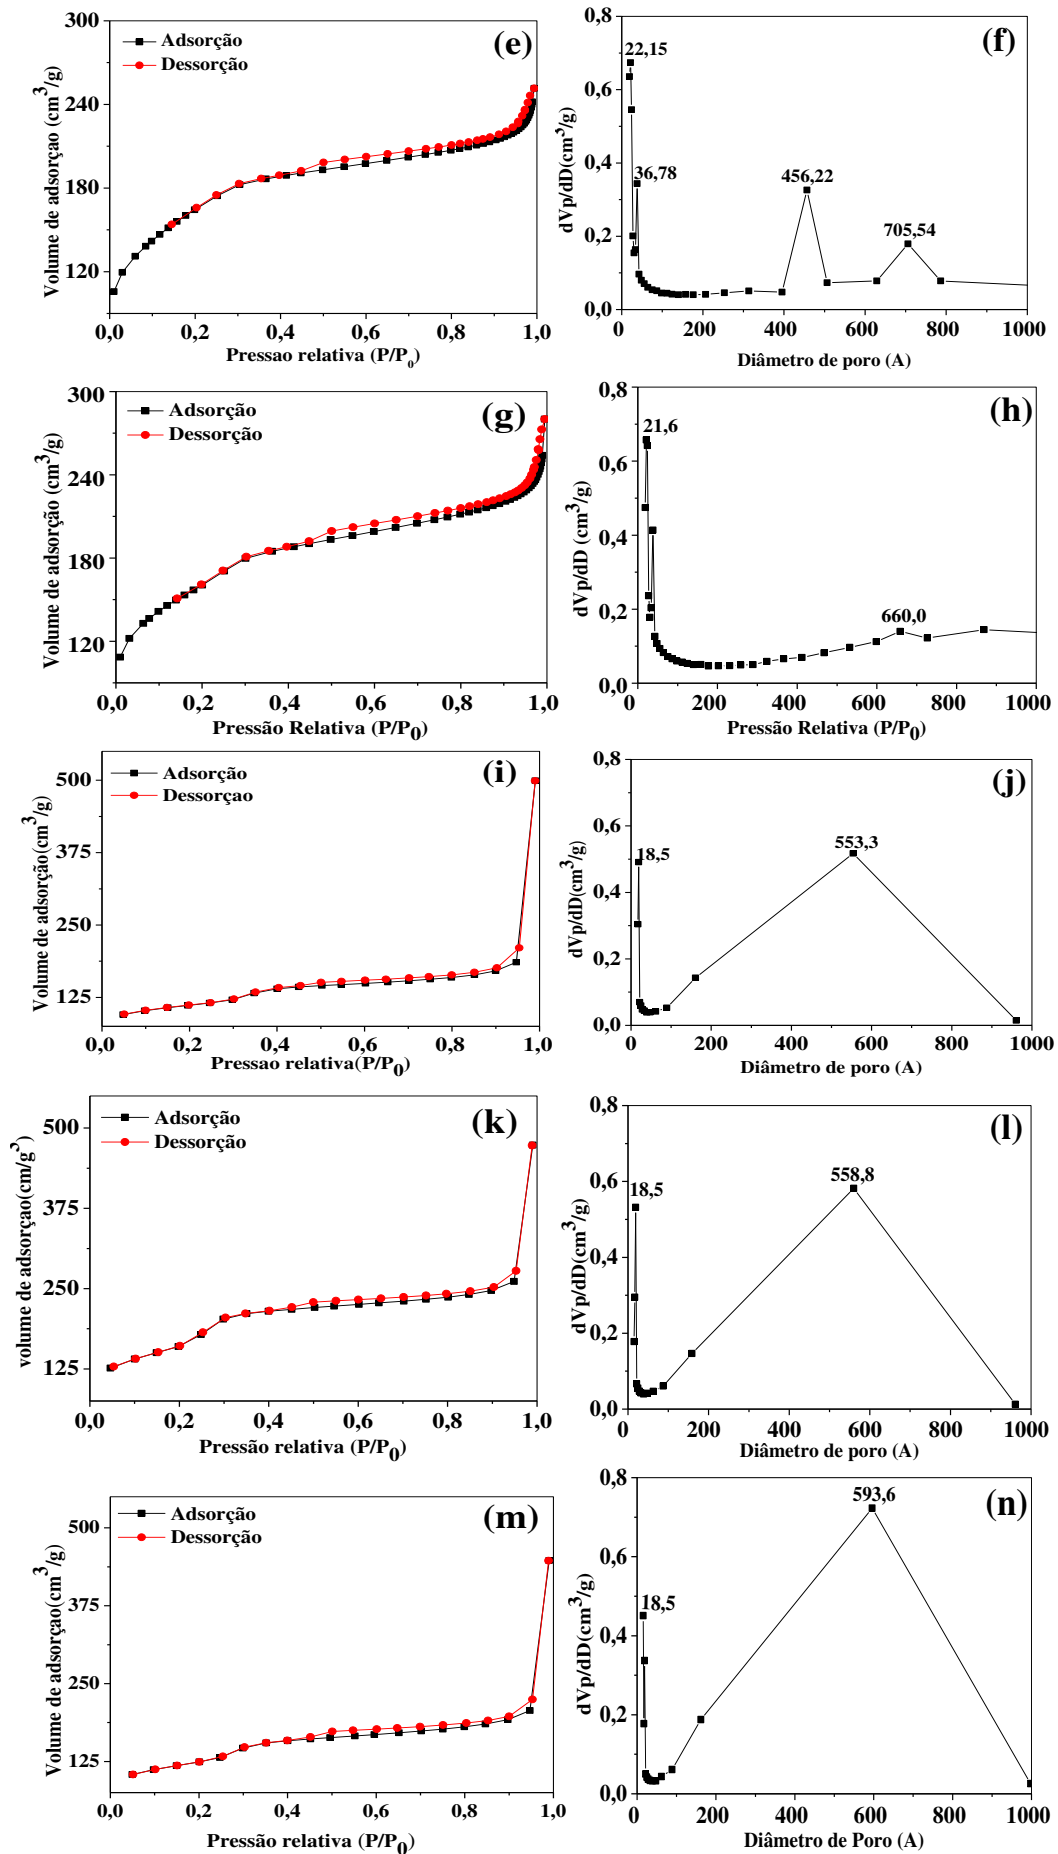 Adsorção
Dessorção
(e)
Volume de adsorçao (cm³/g)
300
240
180
120
0,0 0,2 0,4 0,6 0,8 1,0
Pressao relativa (P/P₀)
(f)
dVp/dD(cm³/g)
0,8
0,6
0,4
0,2
0,0
22,15
36,78
456,22
705,54
0 200 400 600 800 1000
Diâmetro de poro (A)
Adsorção
Dessorção
(g)
Volume de adsorção (cm³/g)
300
240
180
120
0,0 0,2 0,4 0,6 0,8 1,0
Pressão Relativa (P/P₀)
(h)
dVp/dD (cm³/g)
0,8
0,6
0,4
0,2
0,0
21,6
660,0
0 200 400 600 800 1000
Pressão Relativa (P/P₀)
Adsorção
Dessorçao
(i)
Volume de adsorção(cm³/g)
500
375
250
125
0,0 0,2 0,4 0,6 0,8 1,0
Pressao relativa(P/P₀)
(j)
dVp/dD(cm³/g)
0,8
0,6
0,4
0,2
0,0
18,5
553,3
0 200 400 600 800 1000
Diâmetro de poro (A)
Adsorção
Dessorção
(k)
volume de adsorçao(cm/g³)
500
375
250
125
0,0 0,2 0,4 0,6 0,8 1,0
Pressão relativa (P/P₀)
(l)
dVp/dD(cm³/g)
0,8
0,6
0,4
0,2
0,0
18,5
558,8
0 200 400 600 800 1000
Diâmetro de poro (A)
Adsorção
Dessorção
(m)
Volume de adsorçao(cm³/g)
500
375
250
125
0,0 0,2 0,4 0,6 0,8 1,0
Pressão relativa (P/P₀)
(n)
dVp/dD(cm³/g)
0,8
0,6
0,4
0,2
0,0
18,5
593,6
0 200 400 600 800 1000
Diâmetro de Poro (A)